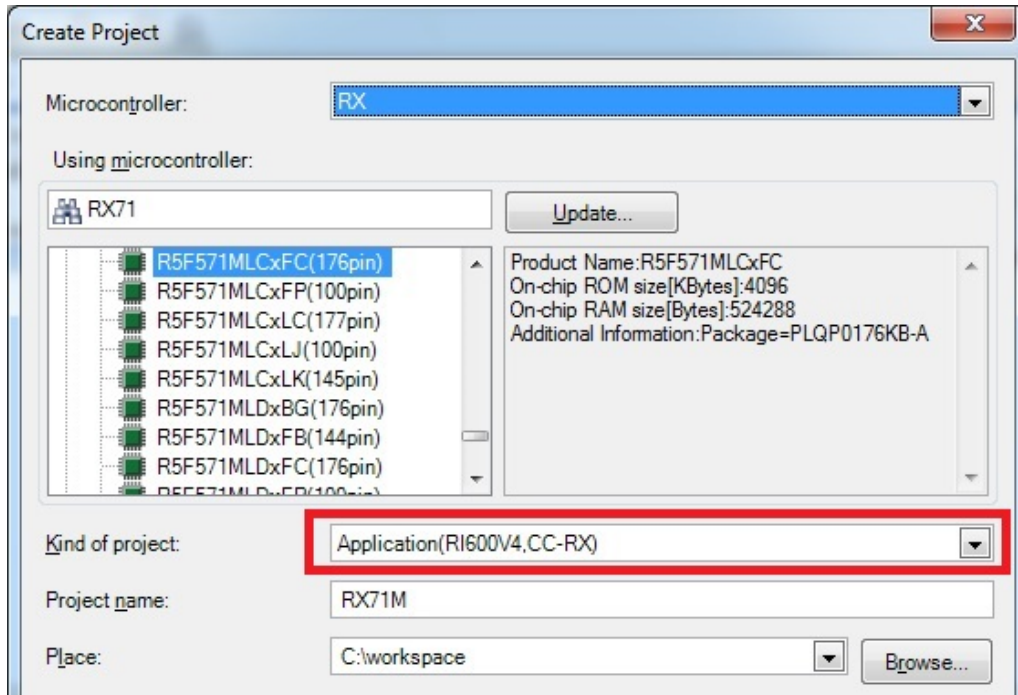 Create Project
Microcontroller:
RX
Using microcontroller:
RX71
Update...
R5F571MLCxFC(176pin)
R5F571MLCxFP(100pin)
R5F571MLCxLC(177pin)
R5F571MLCxLJ(100pin)
R5F571MLCxLK(145pin)
R5F571MLDxBG(176pin)
R5F571MLDxFB(144pin)
R5F571MLDxFC(176pin)
Product Name:R5F571MLCxFC
On-chip ROM size[KBytes]:4096
On-chip RAM size[Bytes]:524288
Additional Information:Package=PLQP0176KB-A
Kind of project:
Application(RI600V4,CC-RX)
Project name:
RX71M
Place:
C:\workspace
Browse...